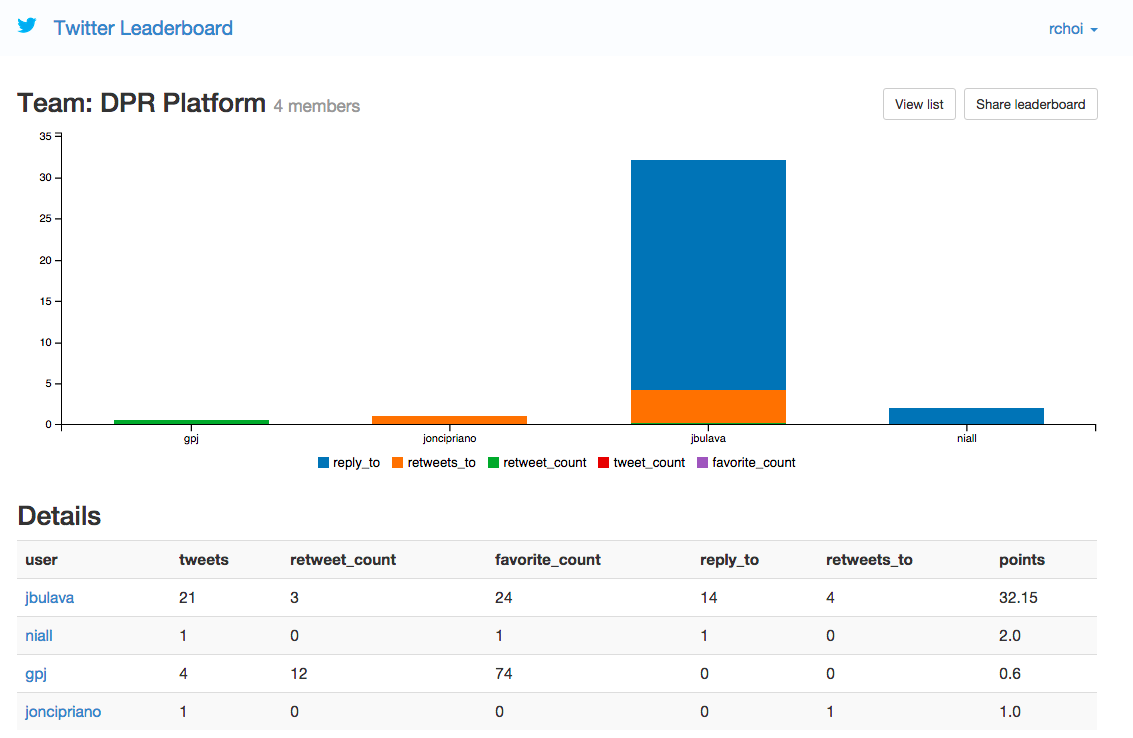 Twitter Leaderboard
rchoi
Team: DPR Platform 4 members
View list
Share leaderboard
35
30
25
20
15
10
5
0
gpj joncipriano jbulava niall
reply_to retweets_to retweet_count tweet_count favorite_count
Details
user tweets retweet_count favorite_count reply_to retweets_to points
jbulava 21 3 24 14 4 32.15
niall 1 0 1 1 0 2.0
gpj 4 12 74 0 0 0.6
joncipriano 1 0 0 0 1 1.0